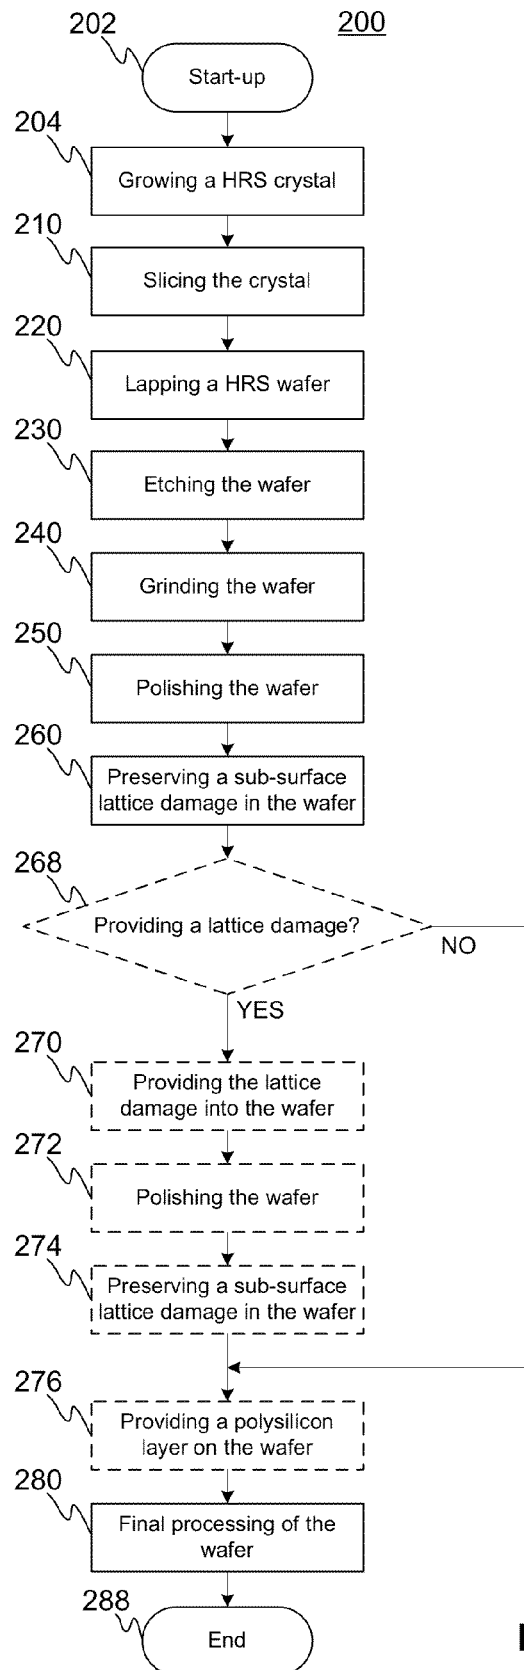 202
200
Start-up
204
Growing a HRS crystal
210
Slicing the crystal
220
Lapping a HRS wafer
230
Etching the wafer
240
Grinding the wafer
250
Polishing the wafer
260
Preserving a sub-surface
lattice damage in the wafer
268
Providing a lattice damage?
NO
YES
270
Providing the lattice
damage into the wafer
272
Polishing the wafer
274
Preserving a sub-surface
lattice damage in the wafer
276
Providing a polysilicon
layer on the wafer
280
Final processing of the
wafer
288
End